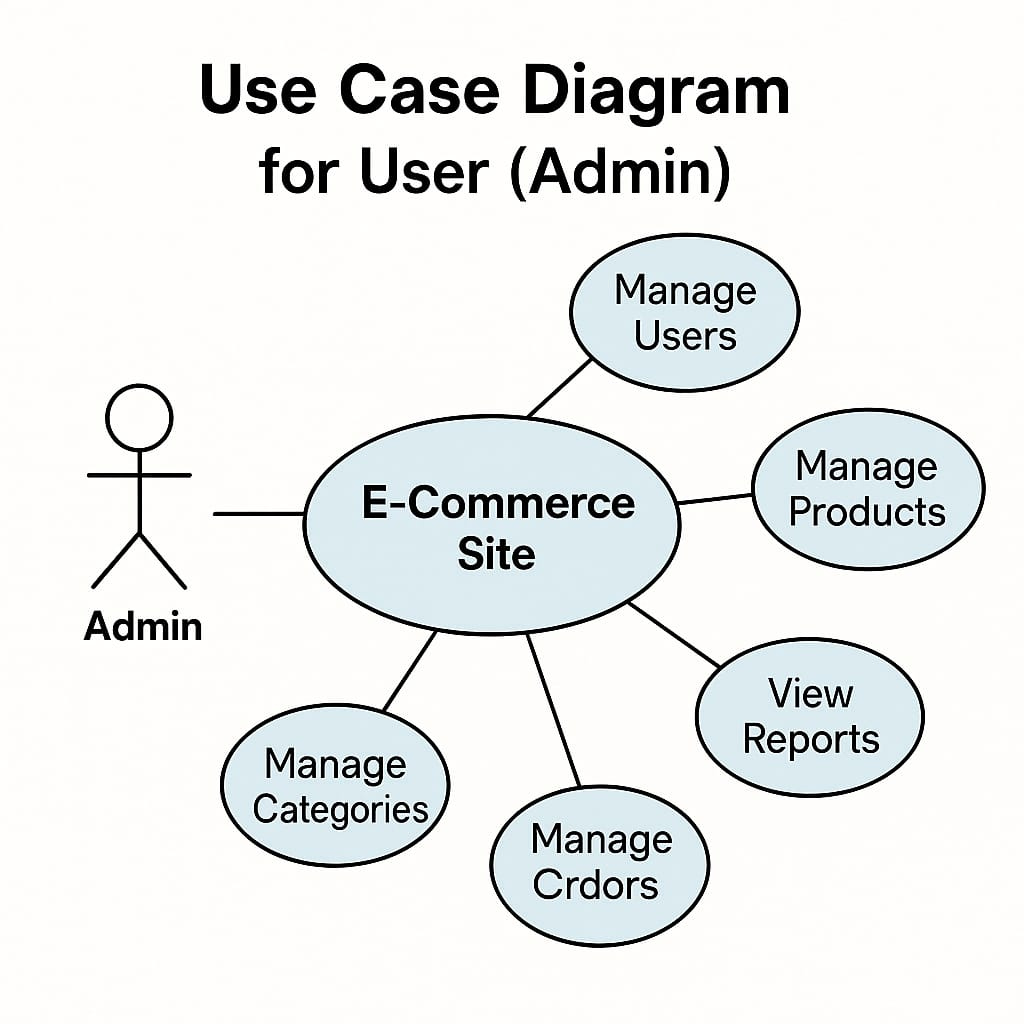 Use Case Diagram
for User (Admin)
Manage
Users
Manage
Products
E-Commerce
Site
Admin
View
Reports
Manage
Categories
Manage
Crdors